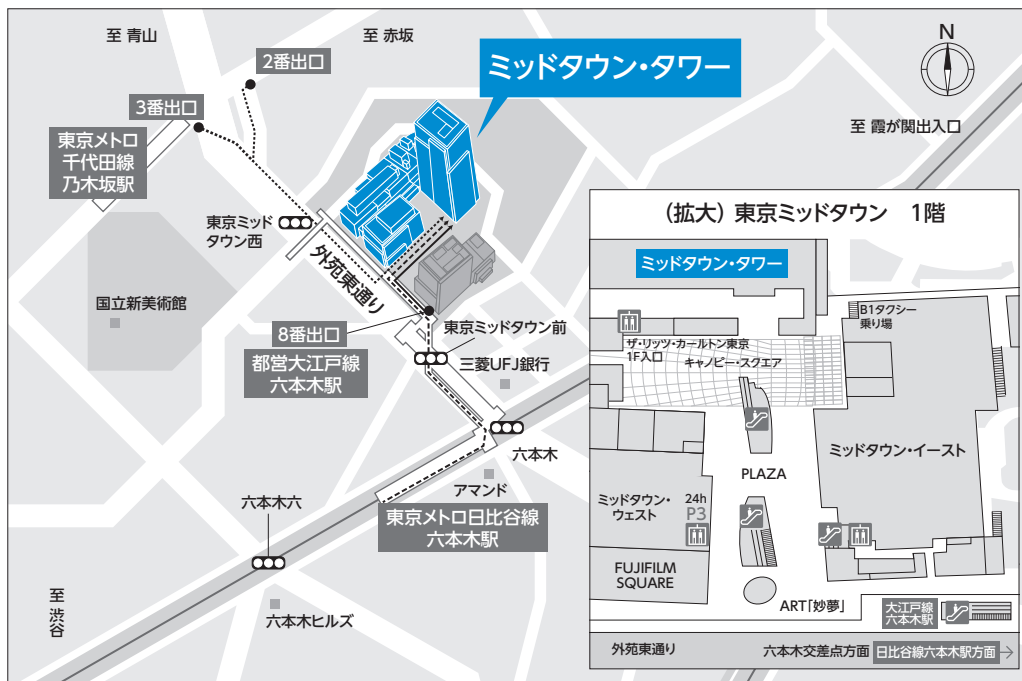 至 青山
至 赤坂
N
2番出口
3番出口
ミッドタウン・タワー
東京メトロ
千代田線
乃木坂駅
至 霞が関出入口
東京ミッド
タウン西
外苑東通り
国立新美術館
8番出口
都営大江戸線
六本木駅
東京ミッドタウン前
三菱UFJ銀行
六本木
アマンド
東京メトロ日比谷線
六本木駅
六本木六
六本木ヒルズ
至 渋谷
(拡大) 東京ミッドタウン 1階
ミッドタウン・タワー
B1タクシー
乗り場
ザ・リッツ・カールトン東京
1F入口
キャノピー・スクエア
ミッドタウン・イースト
PLAZA
ミッドタウン・
ウェスト
24h
P3
FUJIFILM
SQUARE
ART「妙夢」
大江戸線
六本木駅
外苑東通り
六本木交差点方面 日比谷線六本木駅方面→